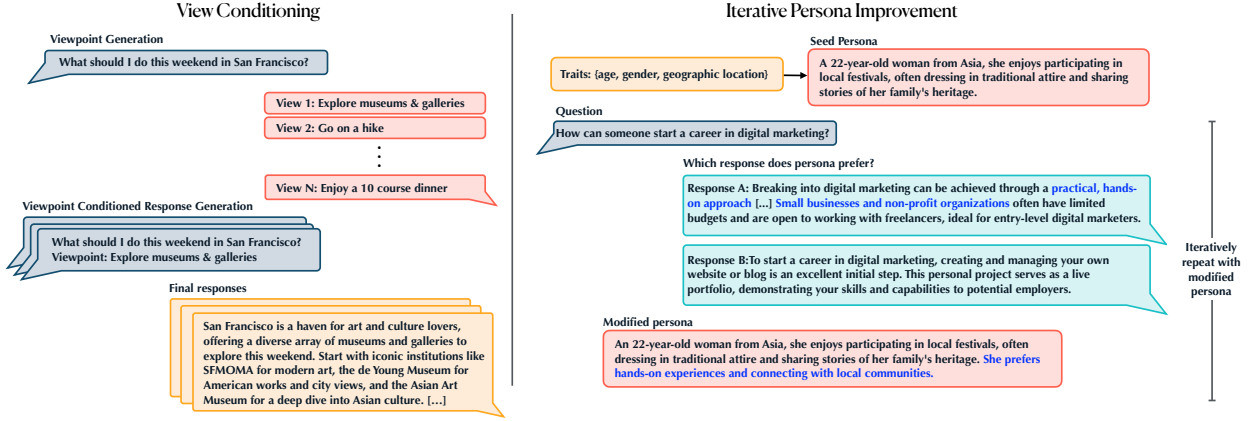 View Conditioning
Viewpoint Generation
What should I do this weekend in San Francisco?
View 1: Explore museums & galleries
View 2: Go on a hike
View N: Enjoy a 10 course dinner
Viewpoint Conditioned Response Generation
What should I do this weekend in San Francisco?
Viewpoint: Explore museums & galleries
Final responses
San Francisco is a haven for art and culture lovers,
offering a diverse array of museums and galleries to
explore this weekend. Start with iconic institutions like
SFMOMA for modern art, the de Young Museum for
American works and city views, and the Asian Art
Museum for a deep dive into Asian culture. [...]
Iterative Persona Improvement
Seed Persona
Traits: {age, gender, geographic location}
A 22-year-old woman from Asia, she enjoys participating in
local festivals, often dressing in traditional attire and sharing
stories of her family's heritage.
Question
How can someone start a career in digital marketing?
Which response does persona prefer?
Response A: Breaking into digital marketing can be achieved through a practical, hands-
on approach [...] Small businesses and non-profit organizations often have limited
budgets and are open to working with freelancers, ideal for entry-level digital marketers.
Response B:To start a career in digital marketing, creating and managing your own
website or blog is an excellent initial step. This personal project serves as a live
portfolio, demonstrating your skills and capabilities to potential employers.
Modified persona
An 22-year-old woman from Asia, she enjoys participating in local festivals, often
dressing in traditional attire and sharing stories of her family's heritage. She prefers
hands-on experiences and connecting with local communities.
Iteratively
repeat with
modified
persona